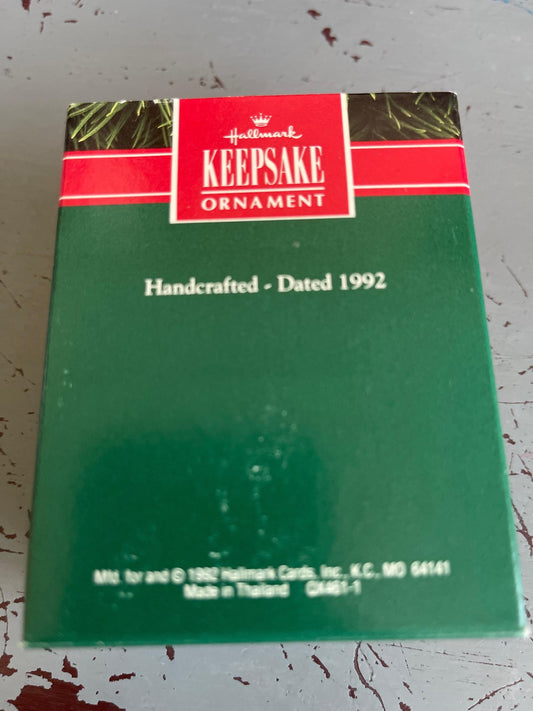 Hallmark
KEEPSAKE
ORNAMENT
Handcrafted - Dated 1992
Mfd. for and © 1992 Hallmark Cards, Inc., K.C., MO 64141
Made in Thailand QX461-1